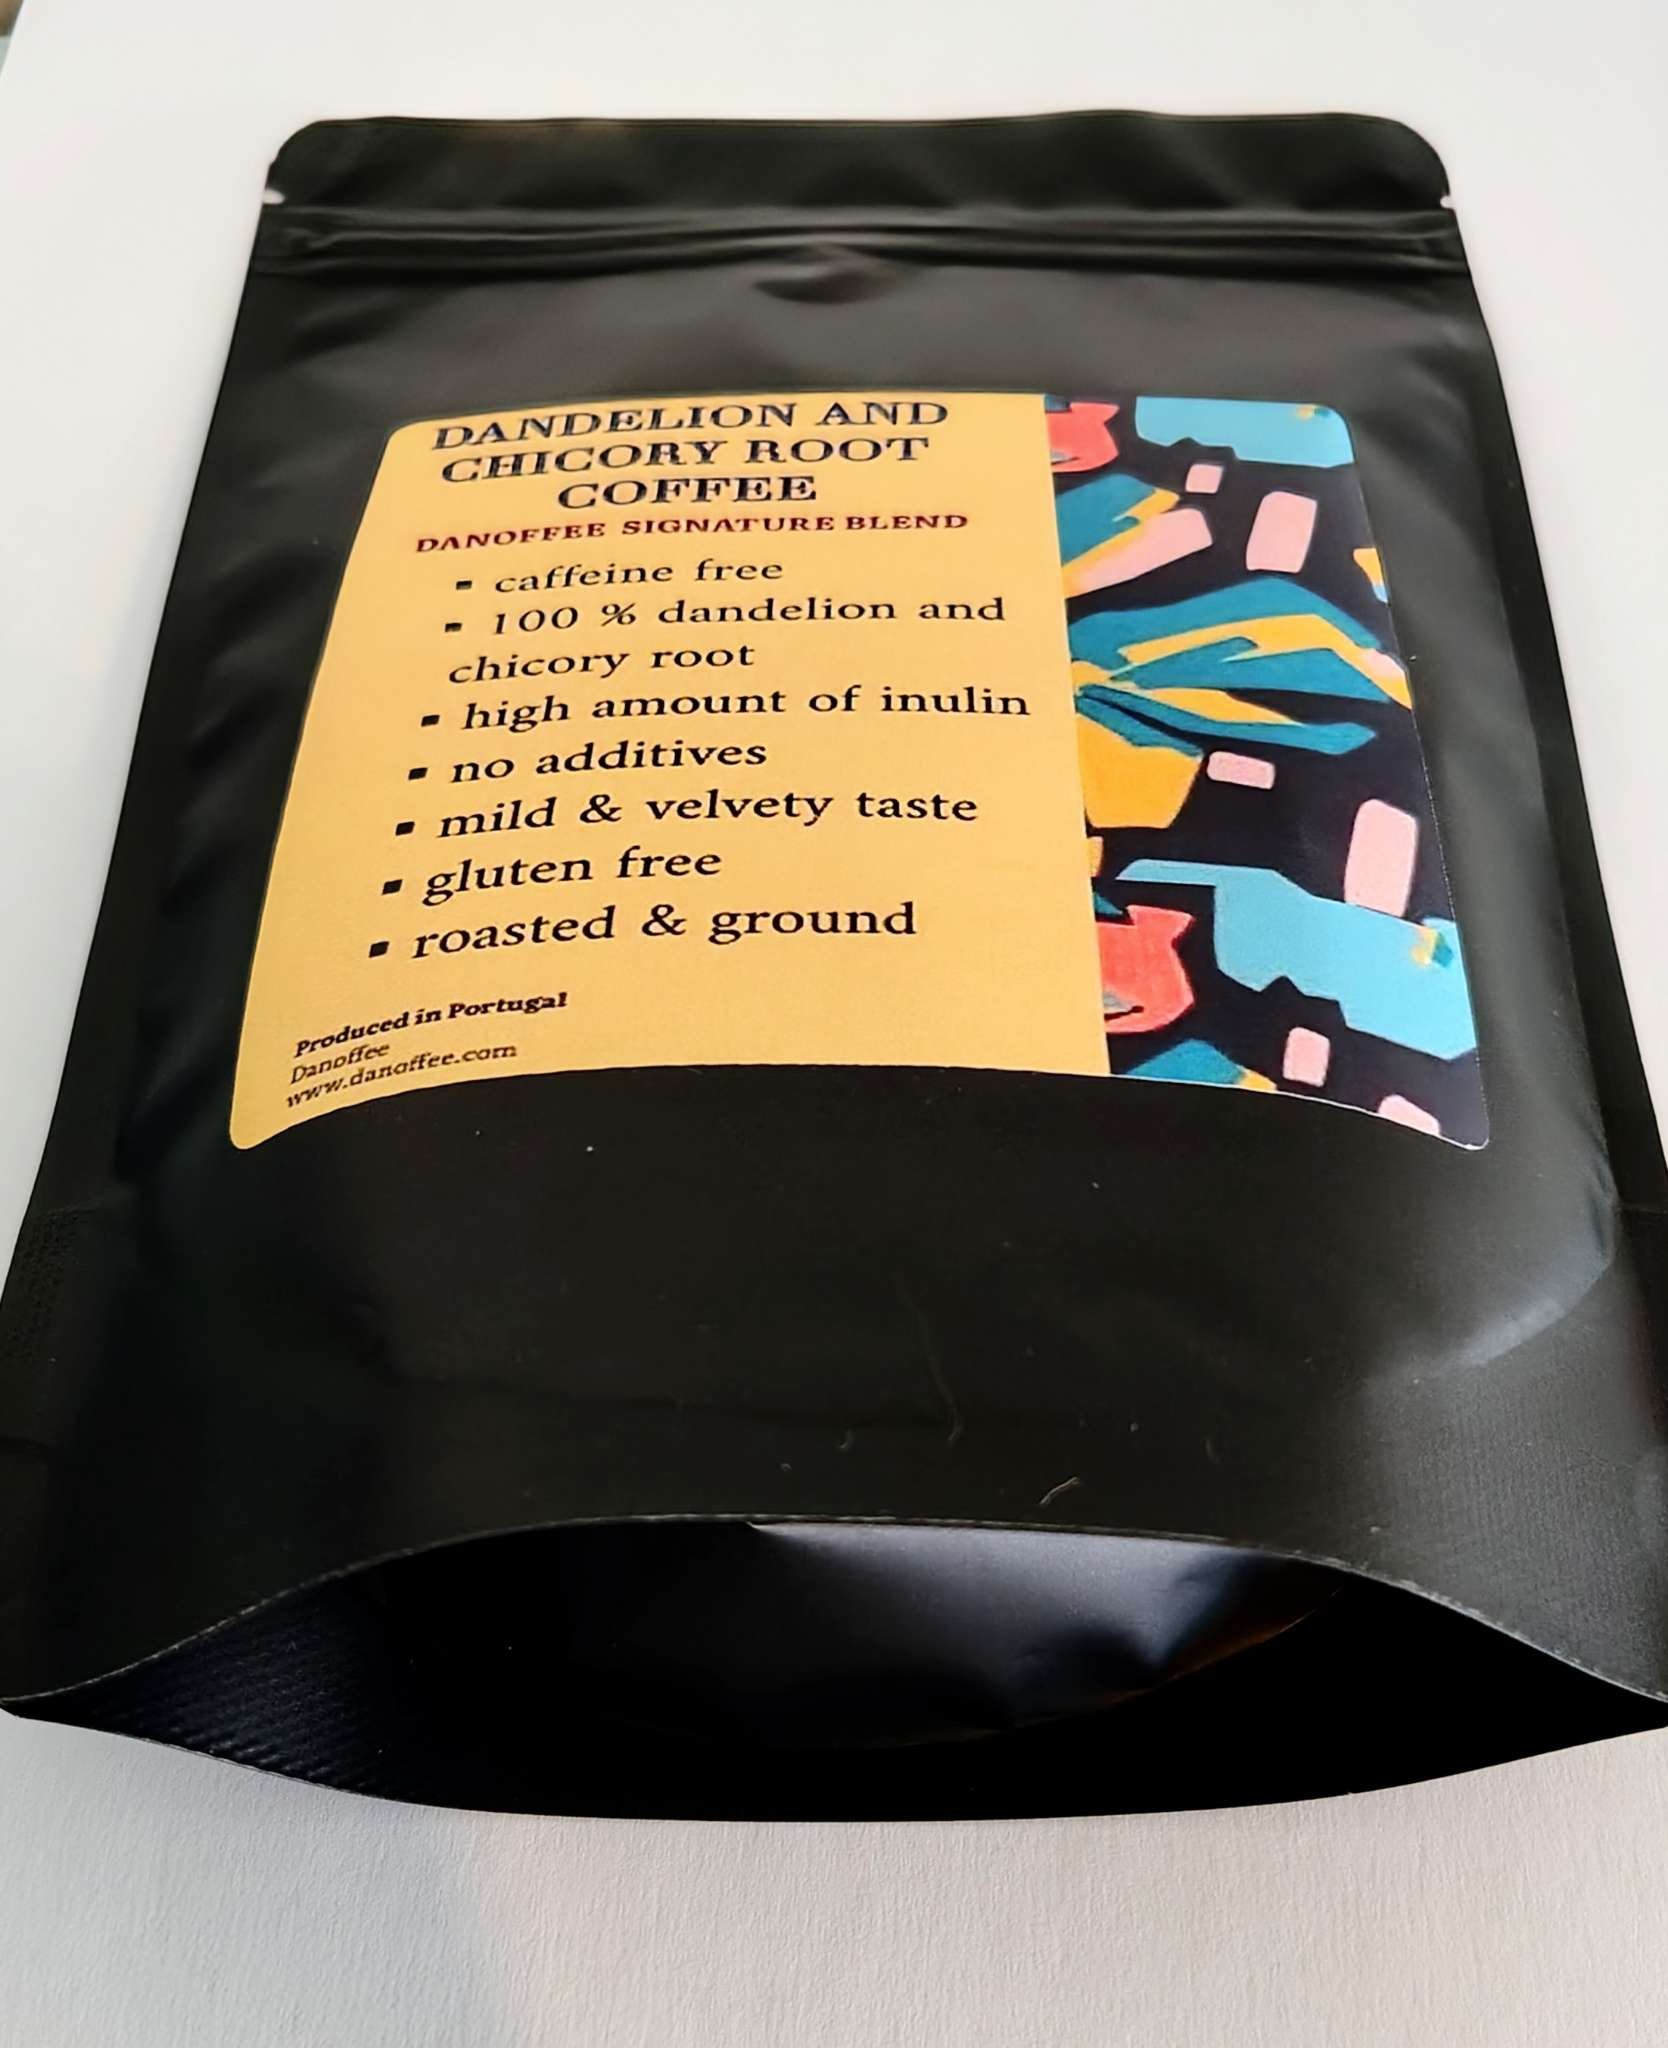 DANDELION AND
CHICORY ROOT
COFFEE
DANOFFEE SIGNATURE BLEND
▪ caffeine free
▪ 100 % dandelion and
chicory root
▪ high amount of inulin
▪ no additives
▪ mild & velvety taste
▪ gluten free
▪ roasted & ground
Produced in Portugal
Danoffee
www.danoffee.com